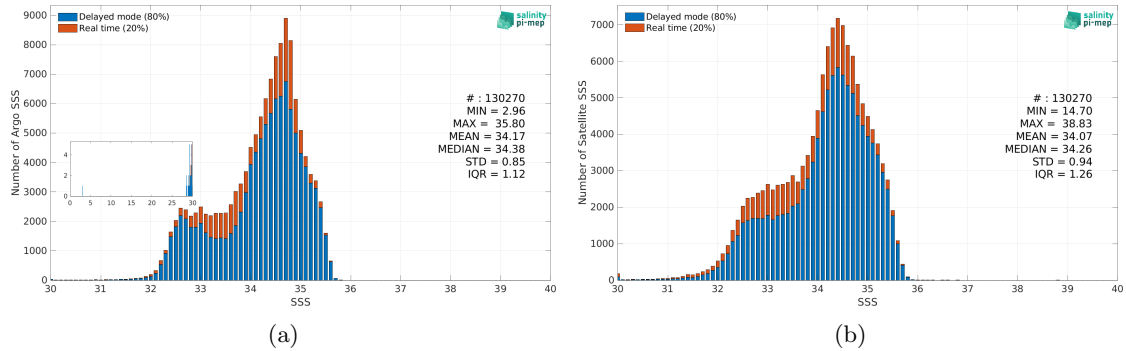 Delayed mode (80%)
Real time (20%)
salinity
pi-mep
Number of Argo SSS
9000
8000
7000
6000
5000
4000
3000
2000
1000
0
# : 130270
MIN = 2.96
MAX = 35.80
MEAN = 34.17
MEDIAN = 34.38
STD = 0.85
IQR = 1.12
4
2
0
0 5 10 15 20 25 30
30 31 32 33 34 35 36 37 38 39 40
SSS
(a)
Delayed mode (80%)
Real time (20%)
salinity
pi-mep
Number of Satellite SSS
7000
6000
5000
4000
3000
2000
1000
0
# : 130270
MIN = 14.70
MAX = 38.83
MEAN = 34.07
MEDIAN = 34.26
STD = 0.94
IQR = 1.26
30 31 32 33 34 35 36 37 38 39 40
SSS
(b)